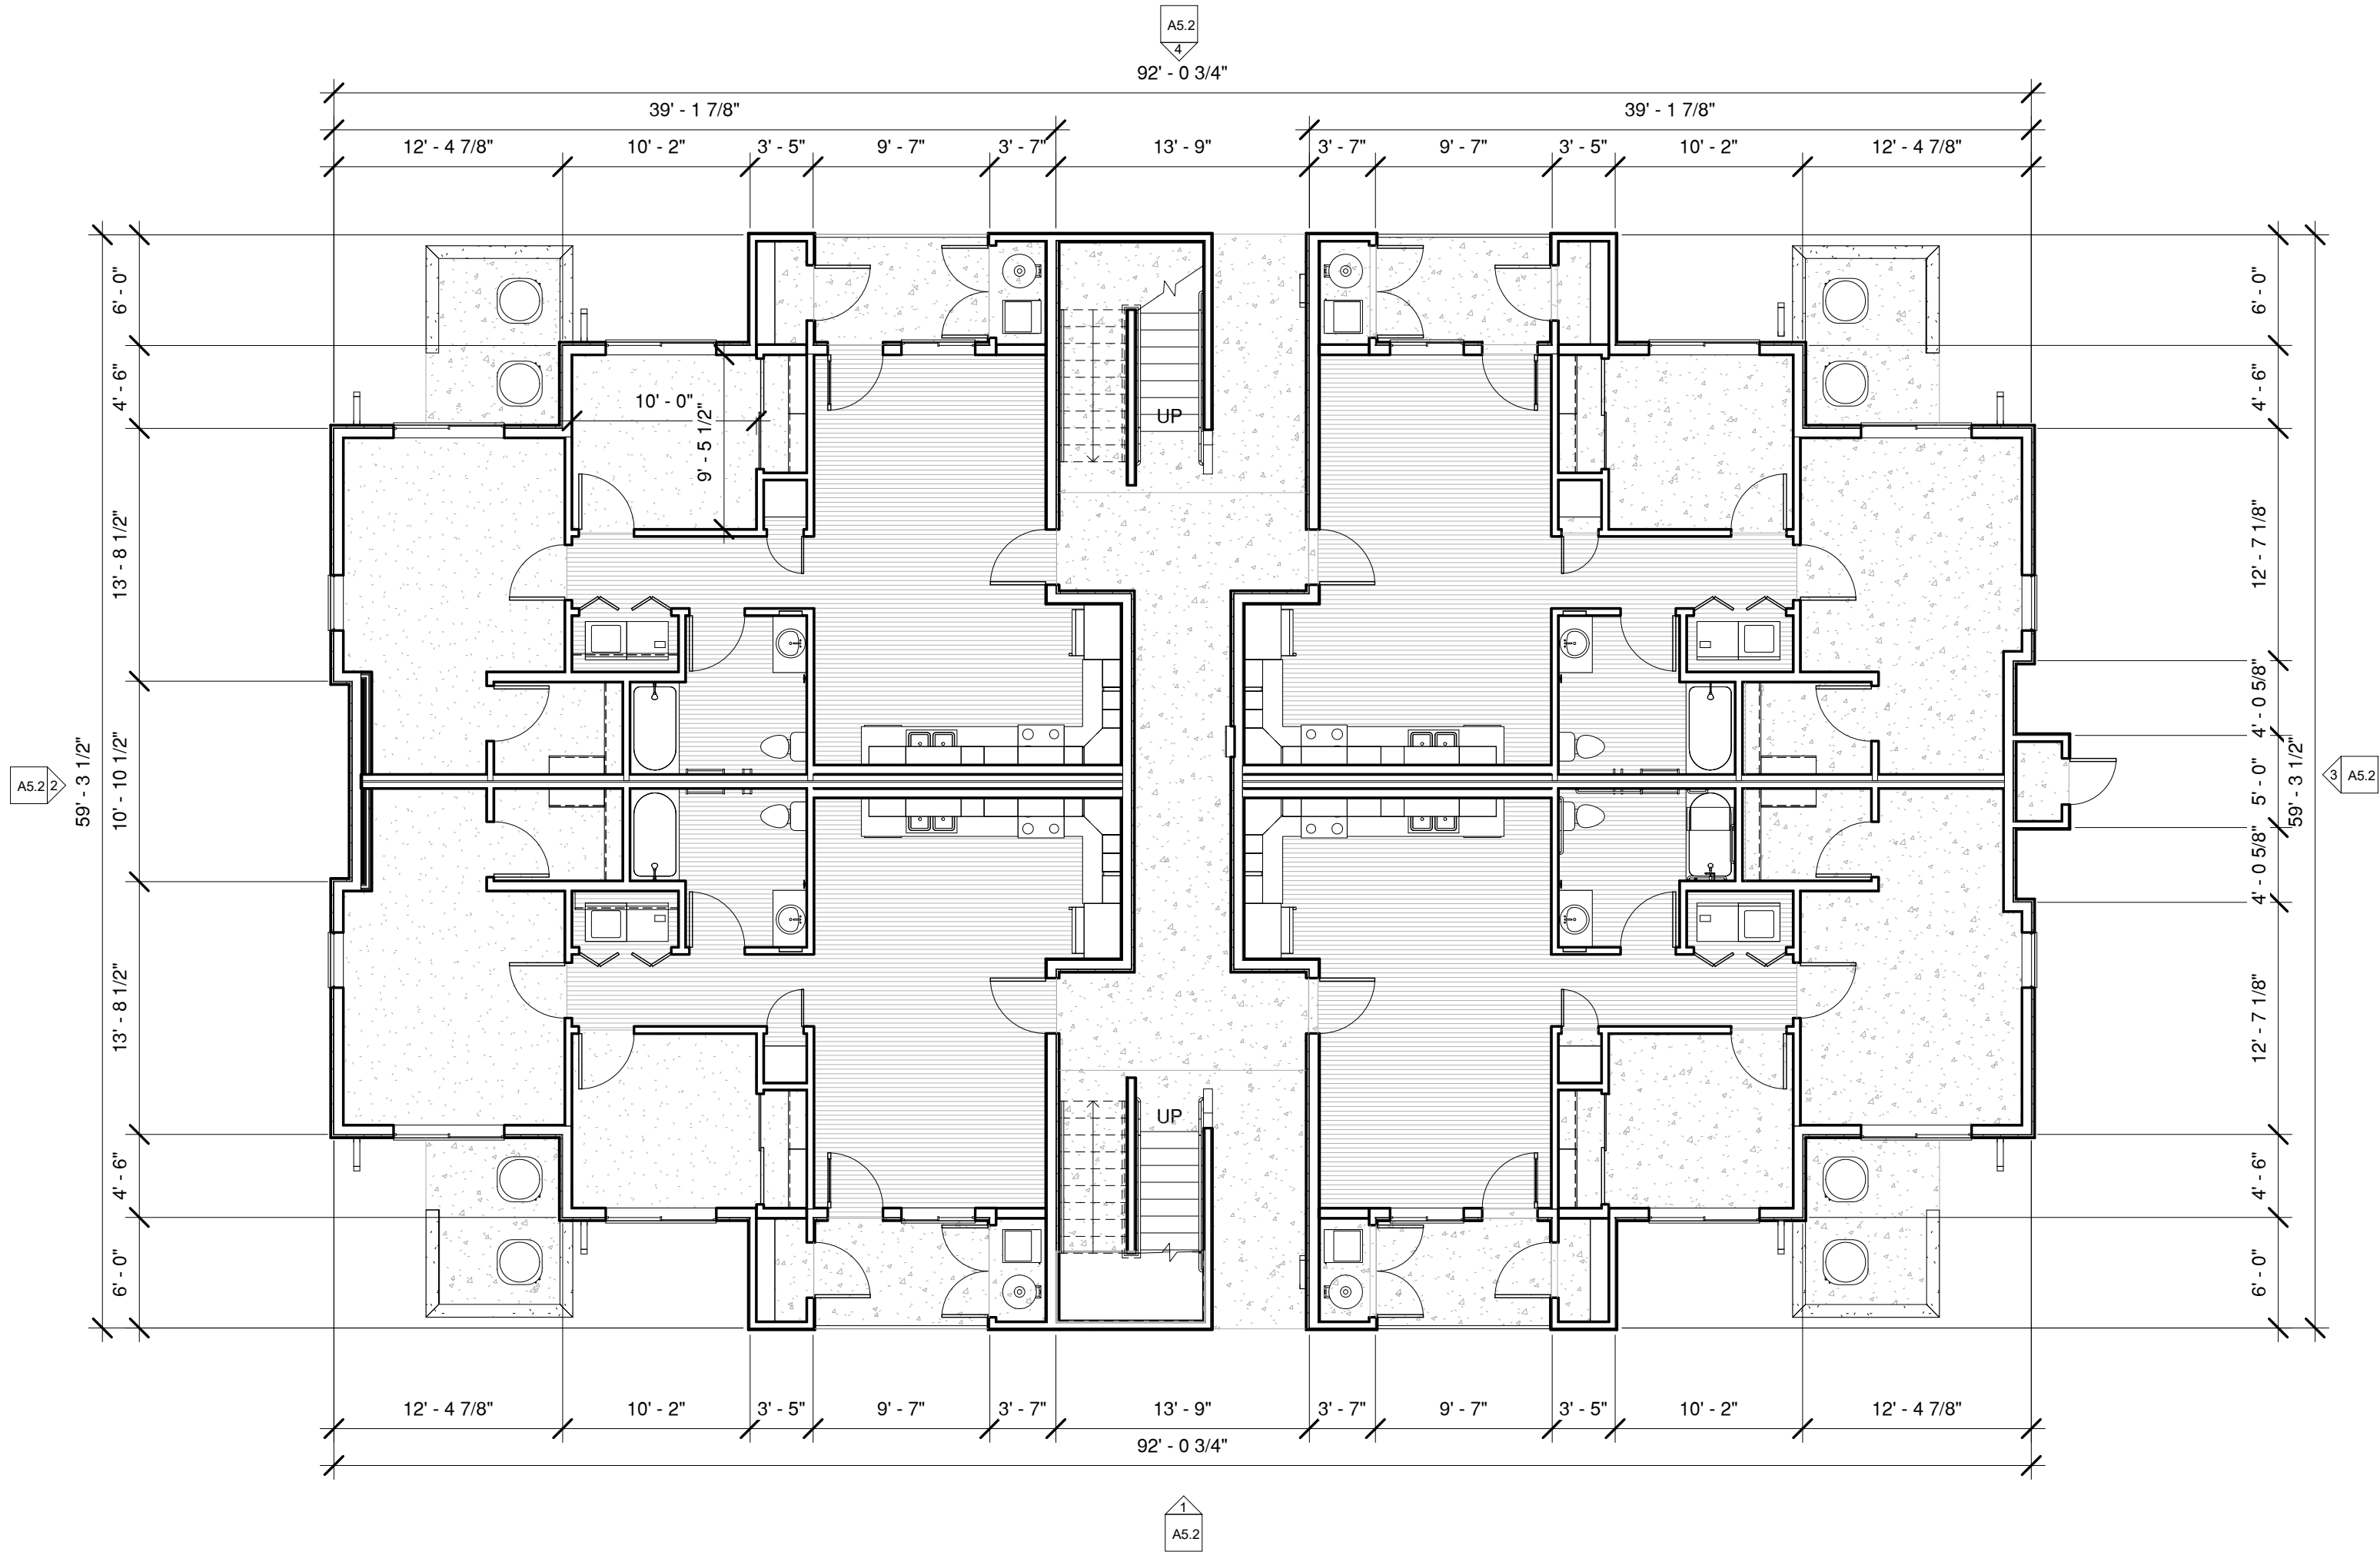 A5.2
4
92' - 0 3/4"
39' - 1 7/8"
39' - 1 7/8"
12' - 4 7/8"
10' - 2"
3' - 5"
9' - 7"
3' - 7"
13' - 9"
3' - 7"
9' - 7"
3' - 5"
10' - 2"
12' - 4 7/8"
6' - 0"
4' - 6"
13' - 8 1/2"
10' - 10 1/2"
13' - 8 1/2"
4' - 6"
6' - 0"
59' - 3 1/2"
A5.2
2
10' - 0"
9' - 5 1/2"
UP
UP
6' - 0"
4' - 6"
12' - 7 1/8"
4' - 0 5/8"
5' - 0"
4' - 0 5/8"
12' - 7 1/8"
4' - 6"
6' - 0"
59' - 3 1/2"
3
A5.2
12' - 4 7/8"
10' - 2"
3' - 5"
9' - 7"
3' - 7"
13' - 9"
3' - 7"
9' - 7"
3' - 5"
10' - 2"
12' - 4 7/8"
92' - 0 3/4"
1
A5.2